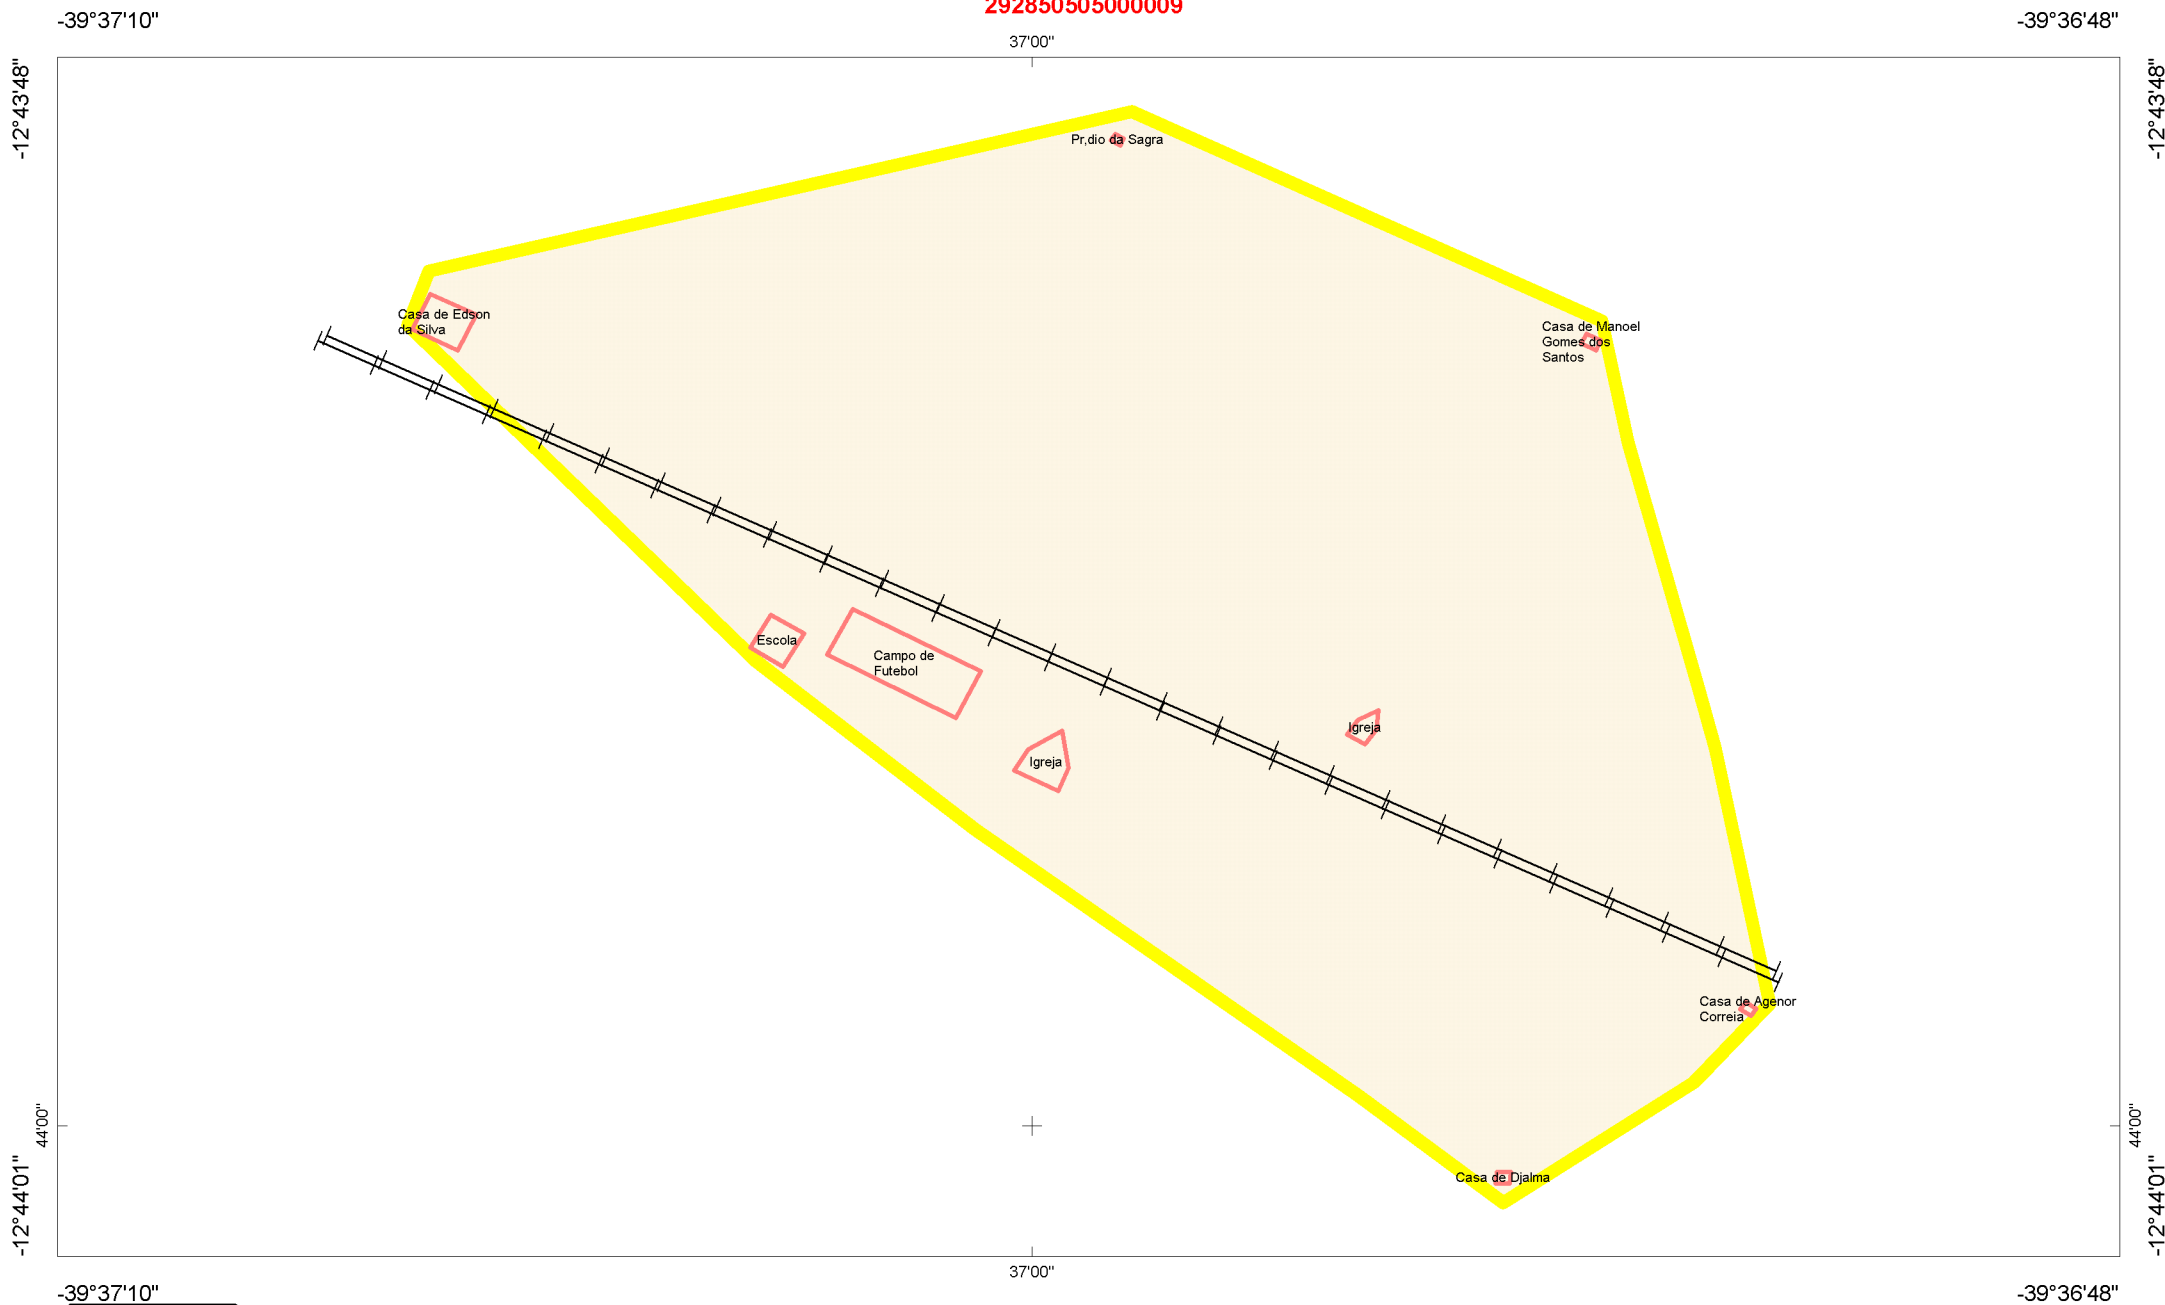 292850505000009
-39°37'10"
-39°36'48"
37'00"
-12°43'48"
-12°43'48"
Pr,dio da Sagra
Casa de Edson
da Silva
Casa de Manoel
Gomes dos
Santos
Escola
Campo de
Futebol
Igreja
Igreja
Casa de Agenor
Correia
44'00"
44'00"
Casa de Djalma
-12°44'01"
-12°44'01"
37'00"
-39°37'10"
-39°36'48"